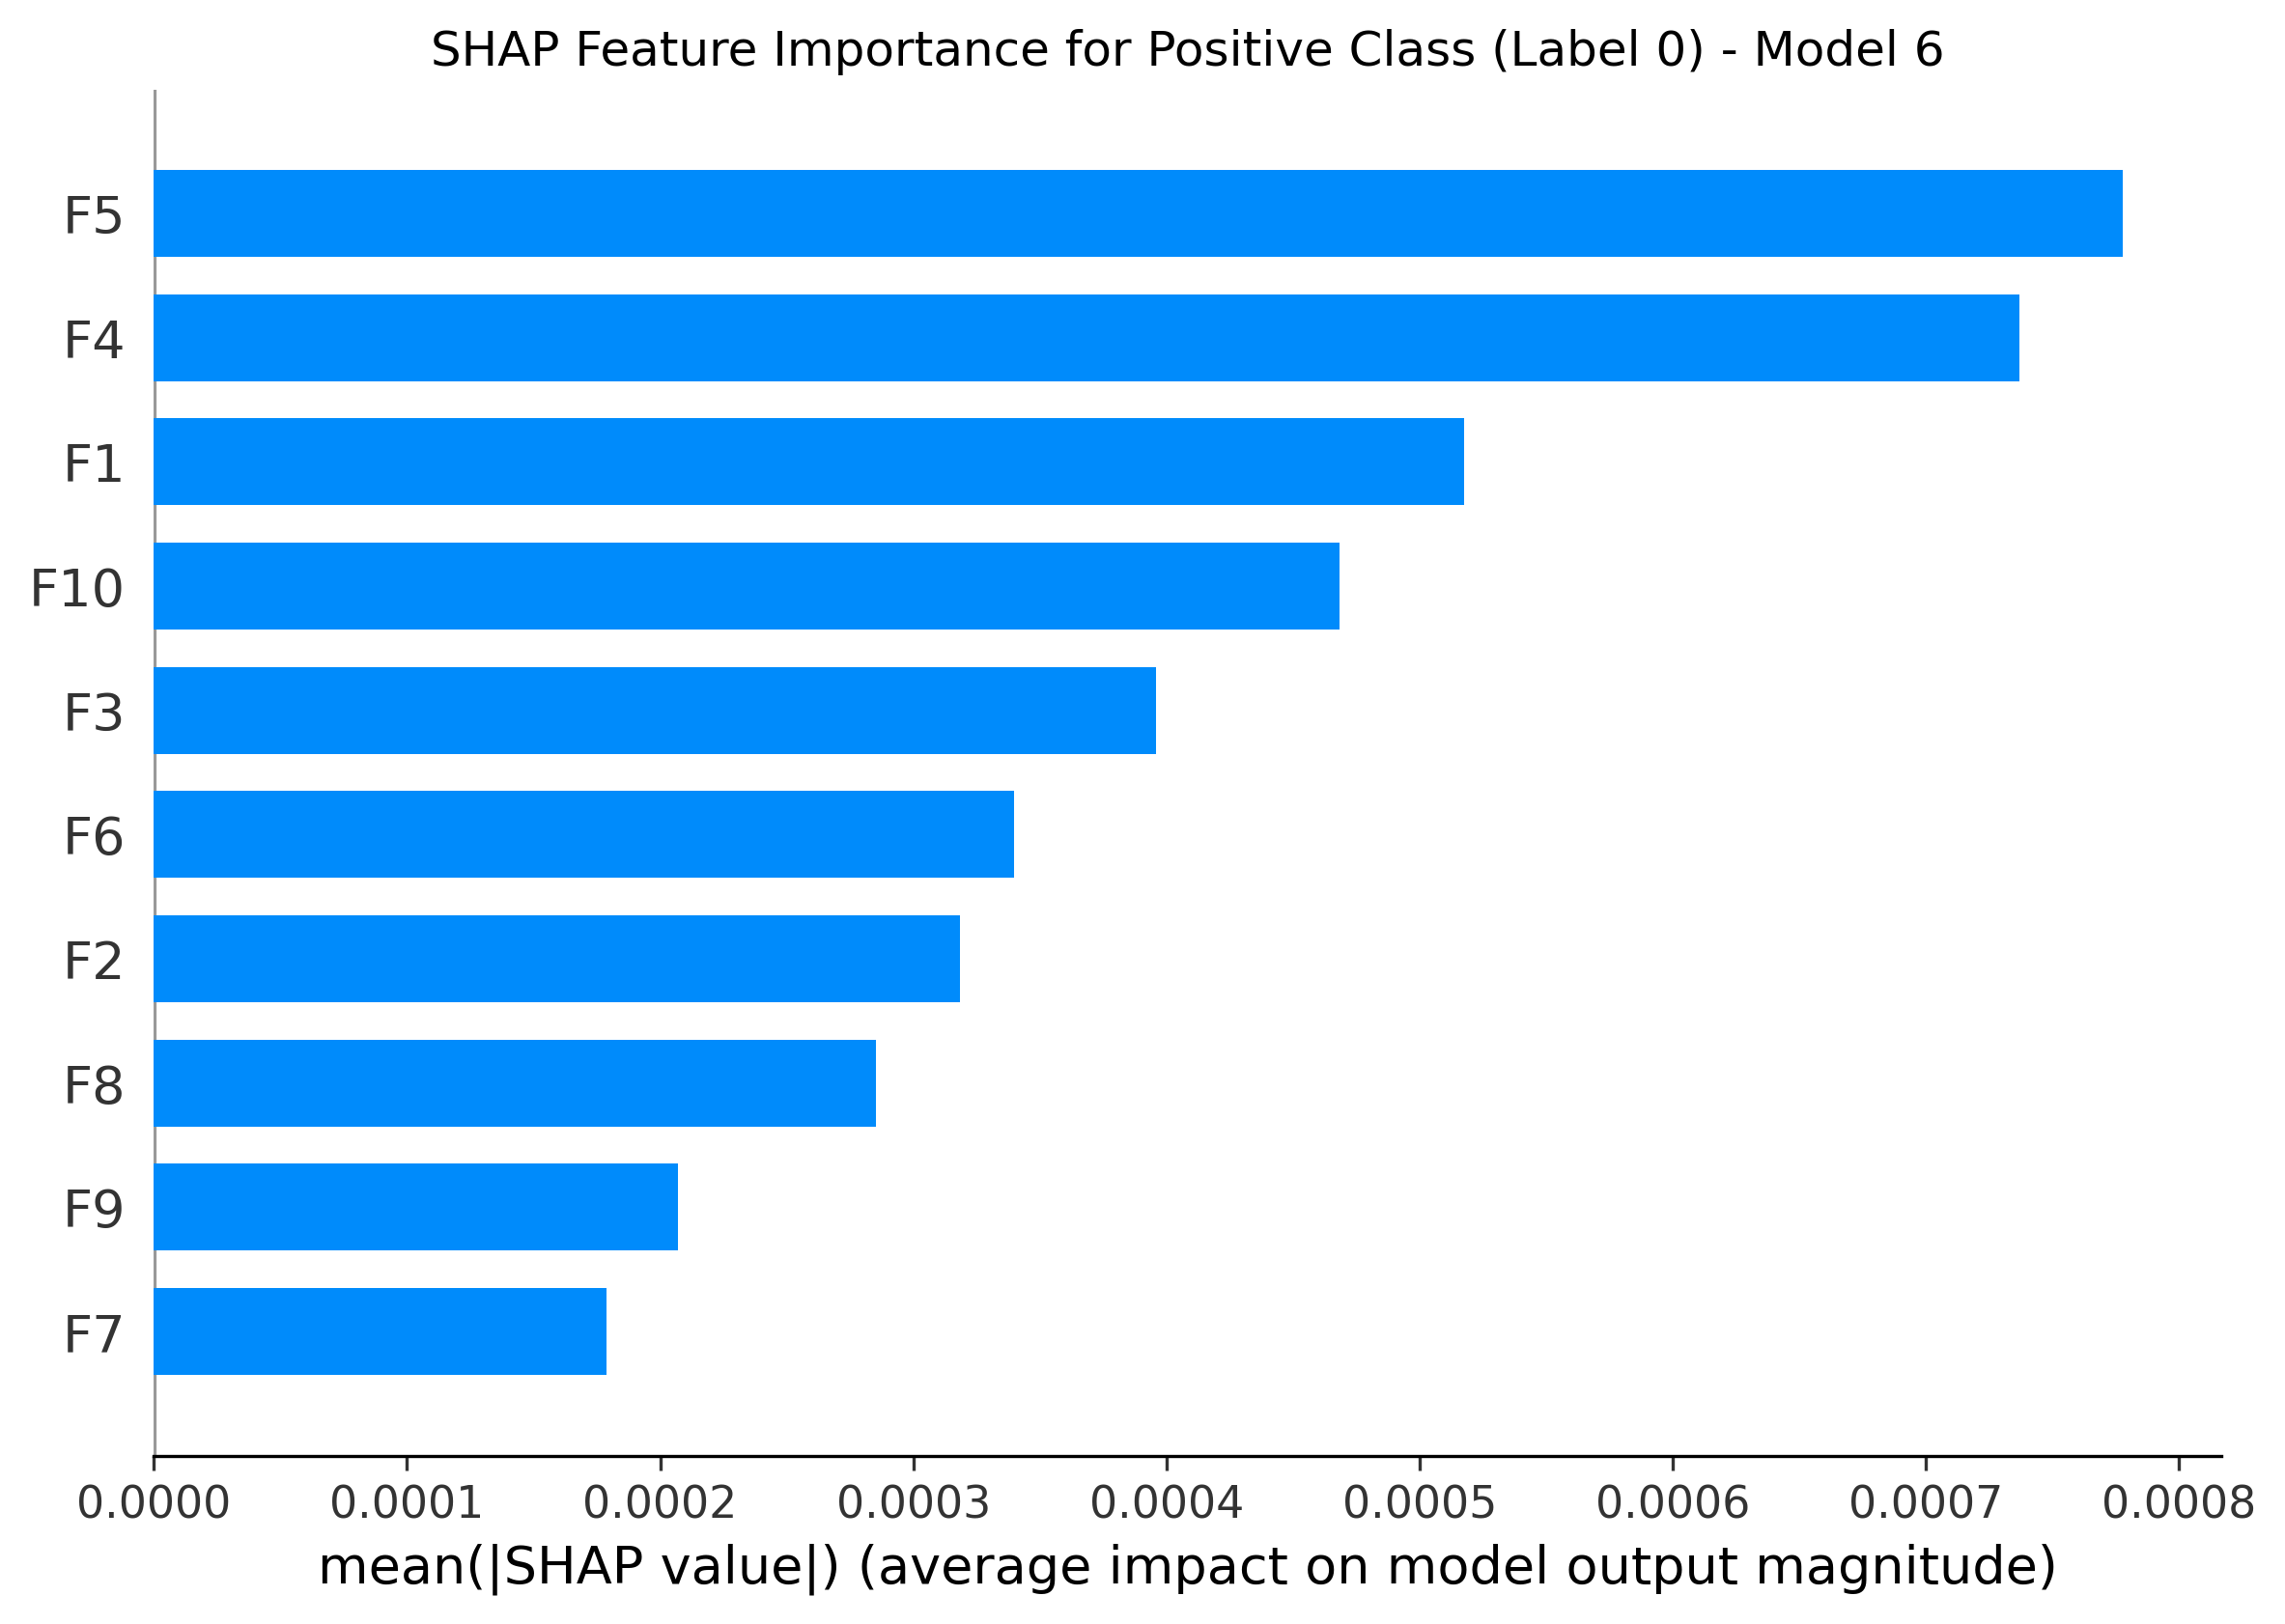 SHAP Feature Importance for Positive Class (Label 0) - Model 6
F5
F4
F1
F10
F3
F6
F2
F8
F9
F7
0.0000 0.0001 0.0002 0.0003 0.0004 0.0005 0.0006 0.0007 0.0008
mean(|SHAP value|) (average impact on model output magnitude)